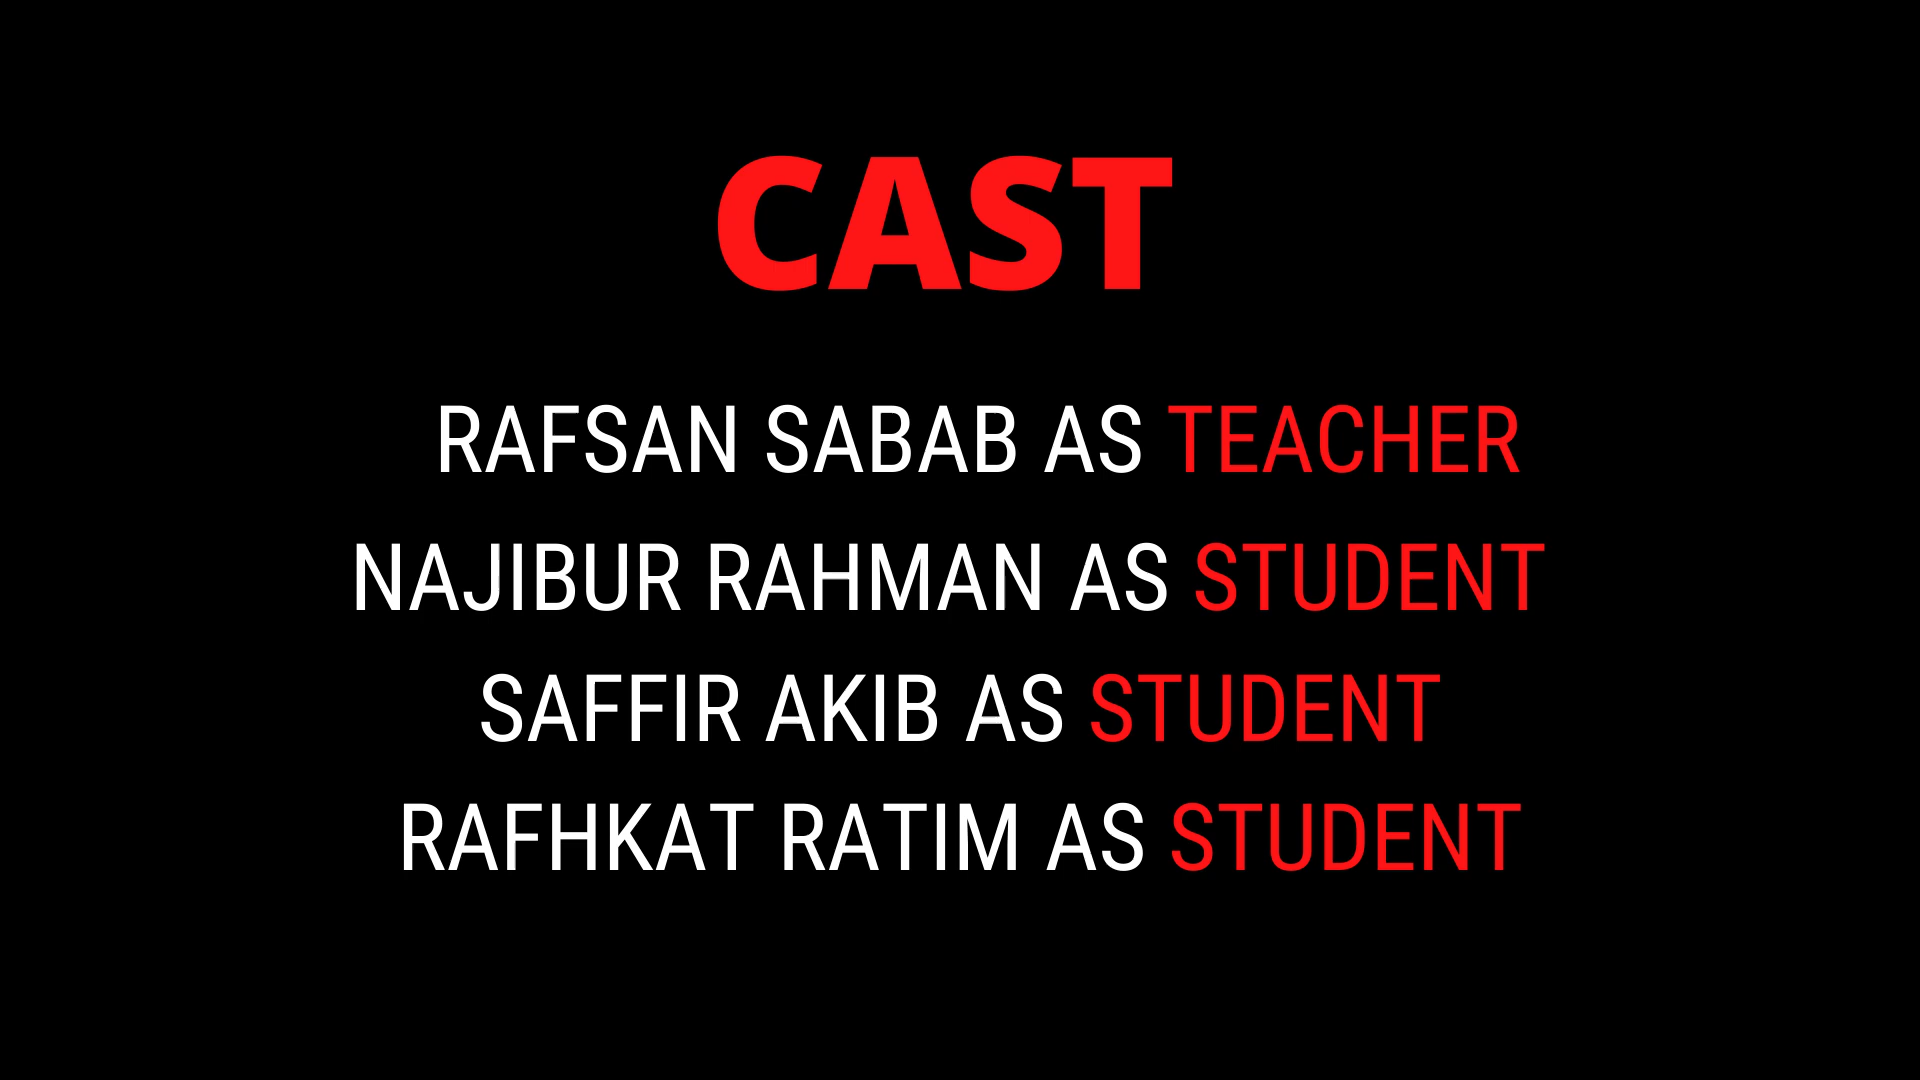 CAST
RAFSAN SABAB AS TEACHER
NAJIBUR RAHMAN AS STUDENT
SAFFIR AKIB AS STUDENT
RAFHKAT RATIM AS STUDENT